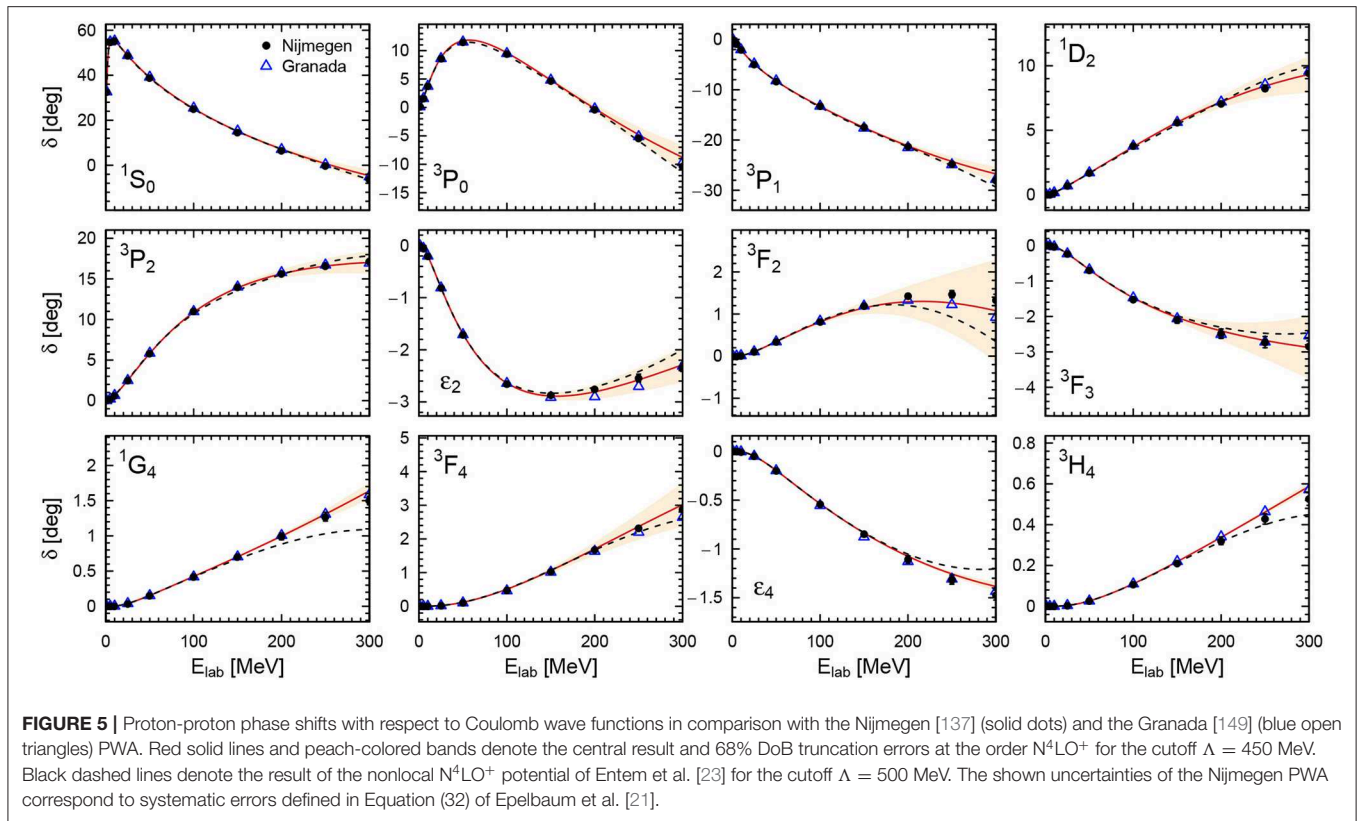 60
40
20
0
δ [deg]
¹S₀
● Nijmegen
△ Granada
10
5
0
−5
−10
−15
³P₀
0
−10
−20
−30
³P₁
10
5
0
¹D₂
20
15
10
5
0
δ [deg]
³P₂
0
−1
−2
−3
ε₂
2
1
0
−1
³F₂
0
−1
−2
−3
−4
³F₃
2
1.5
1
0.5
0
δ [deg]
¹G₄
0 100 200 300
E_lab [MeV]
5
4
3
2
1
0
³F₄
0 100 200 300
E_lab [MeV]
0
−0.5
−1
−1.5
ε₄
0 100 200 300
E_lab [MeV]
0.8
0.6
0.4
0.2
0
³H₄
0 100 200 300
E_lab [MeV]
FIGURE 5 | Proton-proton phase shifts with respect to Coulomb wave functions in comparison with the Nijmegen [137] (solid dots) and the Granada [149] (blue open
triangles) PWA. Red solid lines and peach-colored bands denote the central result and 68% DoB truncation errors at the order N⁴LO⁺ for the cutoff Λ = 450 MeV.
Black dashed lines denote the result of the nonlocal N⁴LO⁺ potential of Entem et al. [23] for the cutoff Λ = 500 MeV. The shown uncertainties of the Nijmegen PWA
correspond to systematic errors defined in Equation (32) of Epelbaum et al. [21].